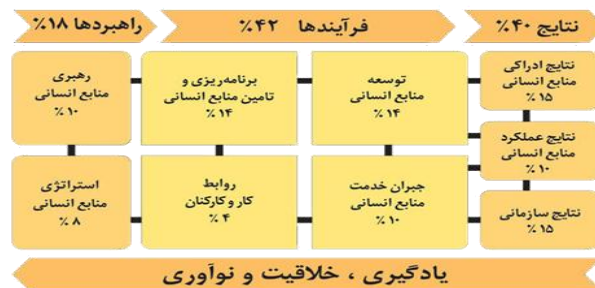 راهبردها ۱۸٪
فرآیندها ۴۲٪
نتایج ۴۰٪
رهبری
منابع انسانی
۱۰ ٪
برنامه‌ریزی و
تامین منابع انسانی
۱۴ ٪
توسعه
منابع انسانی
۱۴ ٪
نتایج ادراکی
منابع انسانی
۱۵ ٪
نتایج عملکرد
منابع انسانی
۱۰ ٪
استراتژی
منابع انسانی
۸ ٪
روابط
کار و کارکنان
۴ ٪
جبران خدمت
منابع انسانی
۱۰ ٪
نتایج سازمانی
۱۵ ٪
یادگیری ، خلاقیت و نوآوری